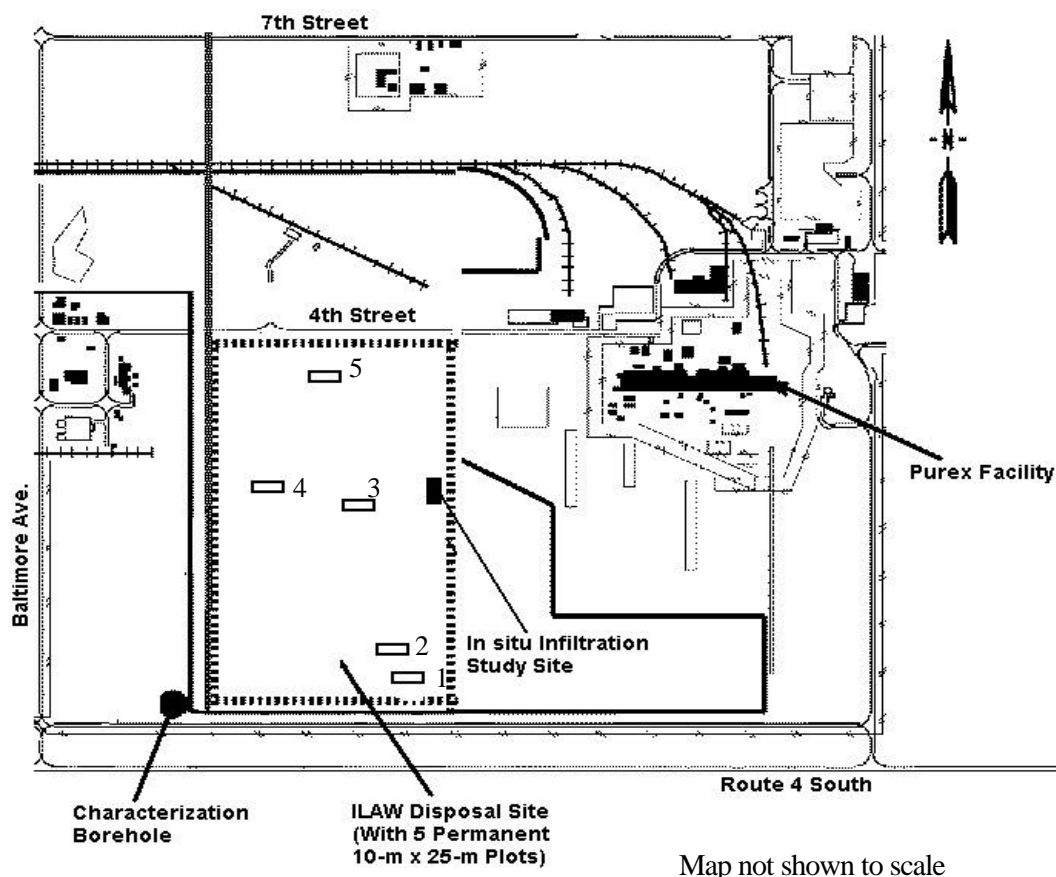 7th Street
N
4th Street
5
4
3
Purex Facility
Baltimore Ave.
In situ Infiltration
Study Site
2
1
Route 4 South
Characterization
Borehole
ILAW Disposal Site
(With 5 Permanent
10-m x 25-m Plots)
Map not shown to scale